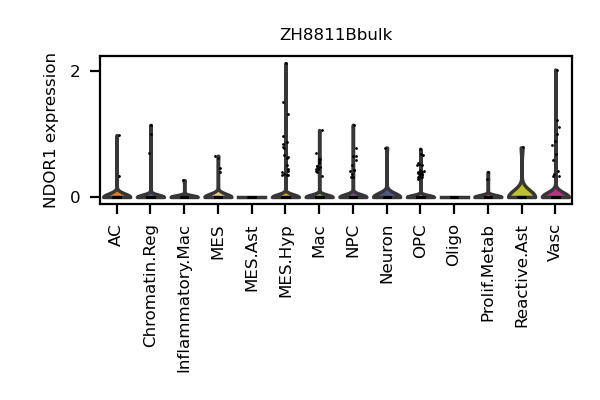 ZH8811Bbulk
NDOR1 expression
2
0
AC
Chromatin.Reg
Inflammatory.Mac
MES
MES.Ast
MES.Hyp
Mac
NPC
Neuron
OPC
Oligo
Prolif.Metab
Reactive.Ast
Vasc